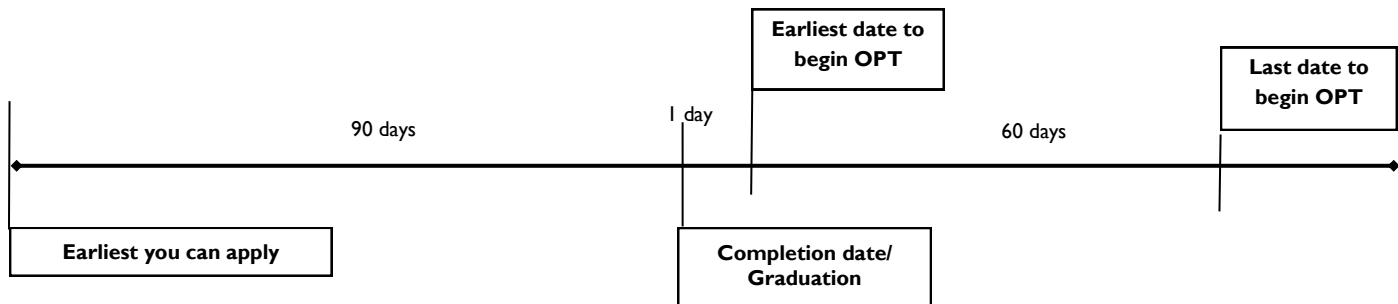 Earliest date to
begin OPT
Last date to
begin OPT
1 day
90 days
60 days
Earliest you can apply
Completion date/
Graduation